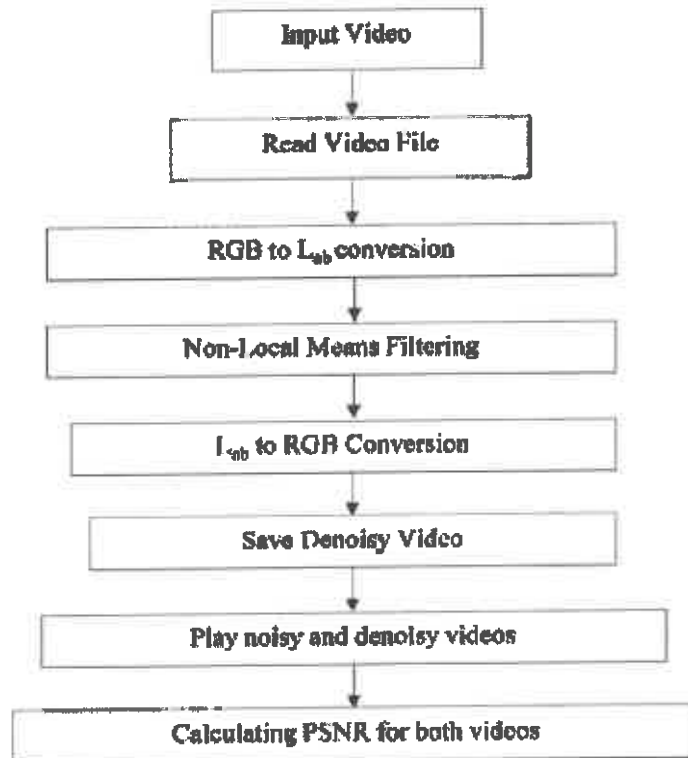 Input Video
Read Video File
RGB to Lab conversion
Non-Local Means Filtering
Lab to RGB Conversion
Save Denoisy Video
Play noisy and denoisy videos
Calculating PSNR for both videos